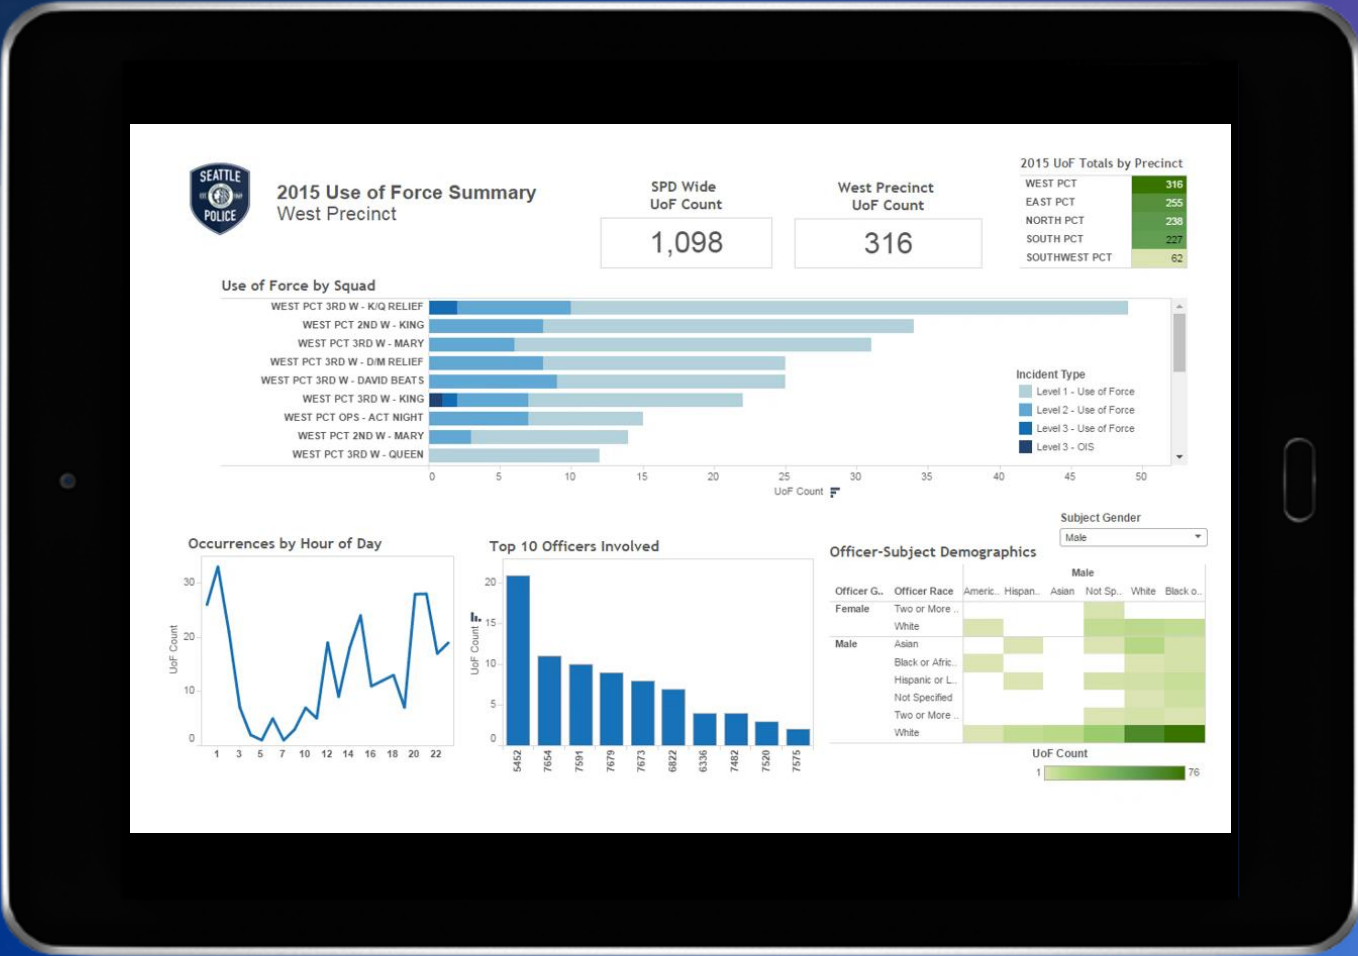 SEATTLE
POLICE
2015 Use of Force Summary
West Precinct
SPD Wide
UoF Count
1,098
West Precinct
UoF Count
316
2015 UoF Totals by Precinct
WEST PCT 316
EAST PCT 255
NORTH PCT 238
SOUTH PCT 227
SOUTHWEST PCT 62
Use of Force by Squad
WEST PCT 3RD W - K/Q RELIEF
WEST PCT 2ND W - KING
WEST PCT 3RD W - MARY
WEST PCT 3RD W - D/M RELIEF
WEST PCT 3RD W - DAVID BEATS
WEST PCT 3RD W - KING
WEST PCT OPS - ACT NIGHT
WEST PCT 2ND W - MARY
WEST PCT 3RD W - QUEEN
0 5 10 15 20 25 30 35 40 45 50
UoF Count
Incident Type
Level 1 - Use of Force
Level 2 - Use of Force
Level 3 - Use of Force
Level 3 - OIS
Occurrences by Hour of Day
UoF Count
30
20
10
0
1 3 5 7 10 12 14 16 18 20 22
Top 10 Officers Involved
UoF Count
20
15
10
5
0
5452 7654 7591 7679 7673 6822 6336 7482 7520 7575
Subject Gender
Male
Officer-Subject Demographics
Male
Officer G.. Officer Race Americ.. Hispan.. Asian Not Sp.. White Black o..
Female Two or More ..
White
Male Asian
Black or Afric..
Hispanic or L..
Not Specified
Two or More ..
White
UoF Count
1 76